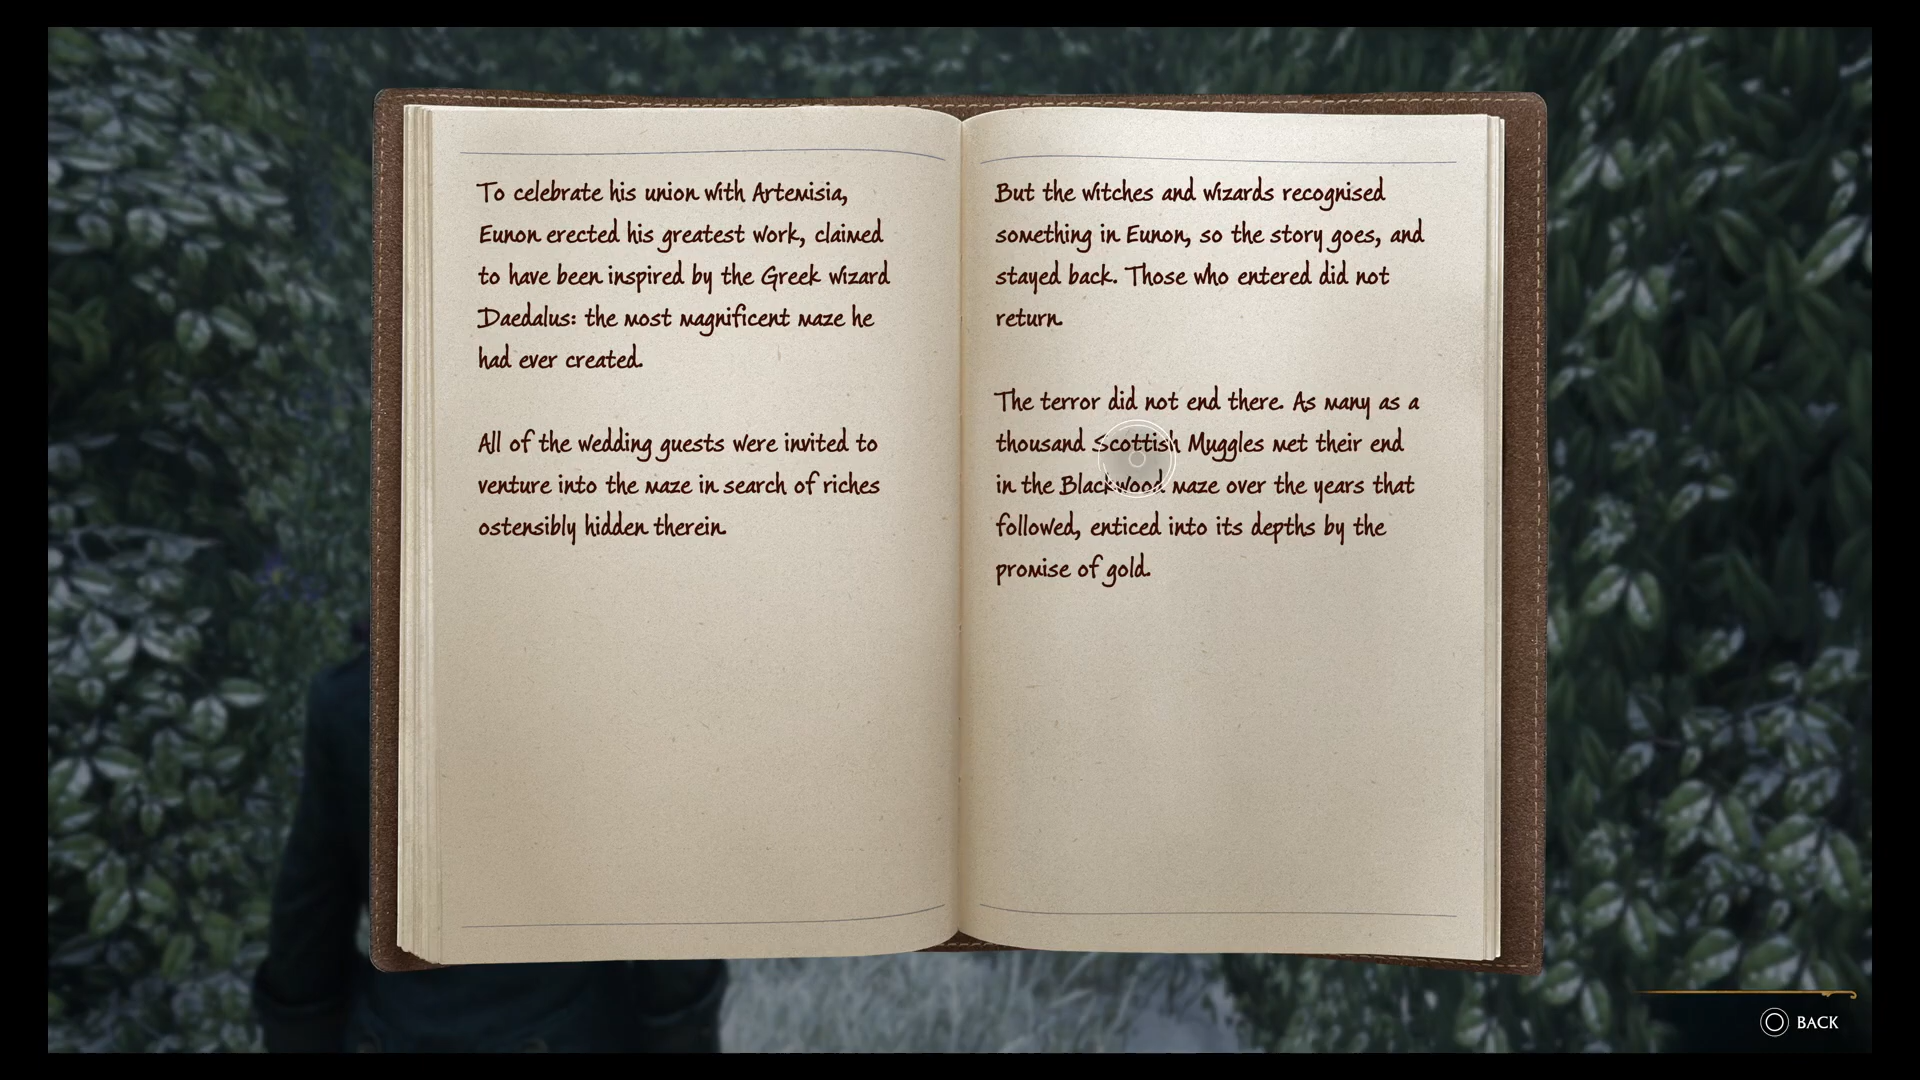 To celebrate his union with Artemisia,
Eunon erected his greatest work, claimed
to have been inspired by the Greek wizard
Daedalus: the most magnificent maze he
had ever created.
All of the wedding guests were invited to
venture into the maze in search of riches
ostensibly hidden therein.
But the witches and wizards recognised
something in Eunon, so the story goes, and
stayed back. Those who entered did not
return.
The terror did not end there. As many as a
thousand Scottish Muggles met their end
in the Blackwood maze over the years that
followed, enticed into its depths by the
promise of gold.
BACK